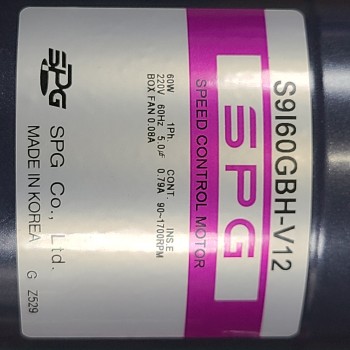 S9I60GBH-V12
SPG
SPEED CONTROL MOTOR
60W 1Ph. CONT. INS.E
220V 60Hz 5.0㎌ 0.79A 90~1700RPM
BOX FAN 0.08A
SPG SPG Co., Ltd.
MADE IN KOREA G Z529